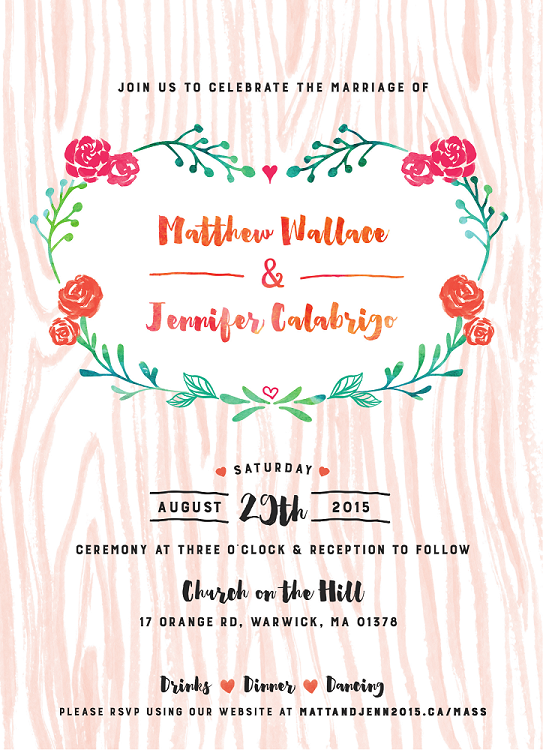 JOIN US TO CELEBRATE THE MARRIAGE OF
Matthew Wallace
&
Jennifer Calabrigo
SATURDAY
AUGUST 29th 2015
CEREMONY AT THREE O'CLOCK & RECEPTION TO FOLLOW
Church on the Hill
17 ORANGE RD, WARWICK, MA 01378
Drinks Dinner Dancing
PLEASE RSVP USING OUR WEBSITE AT MATTANDJENN2015.CA/MASS